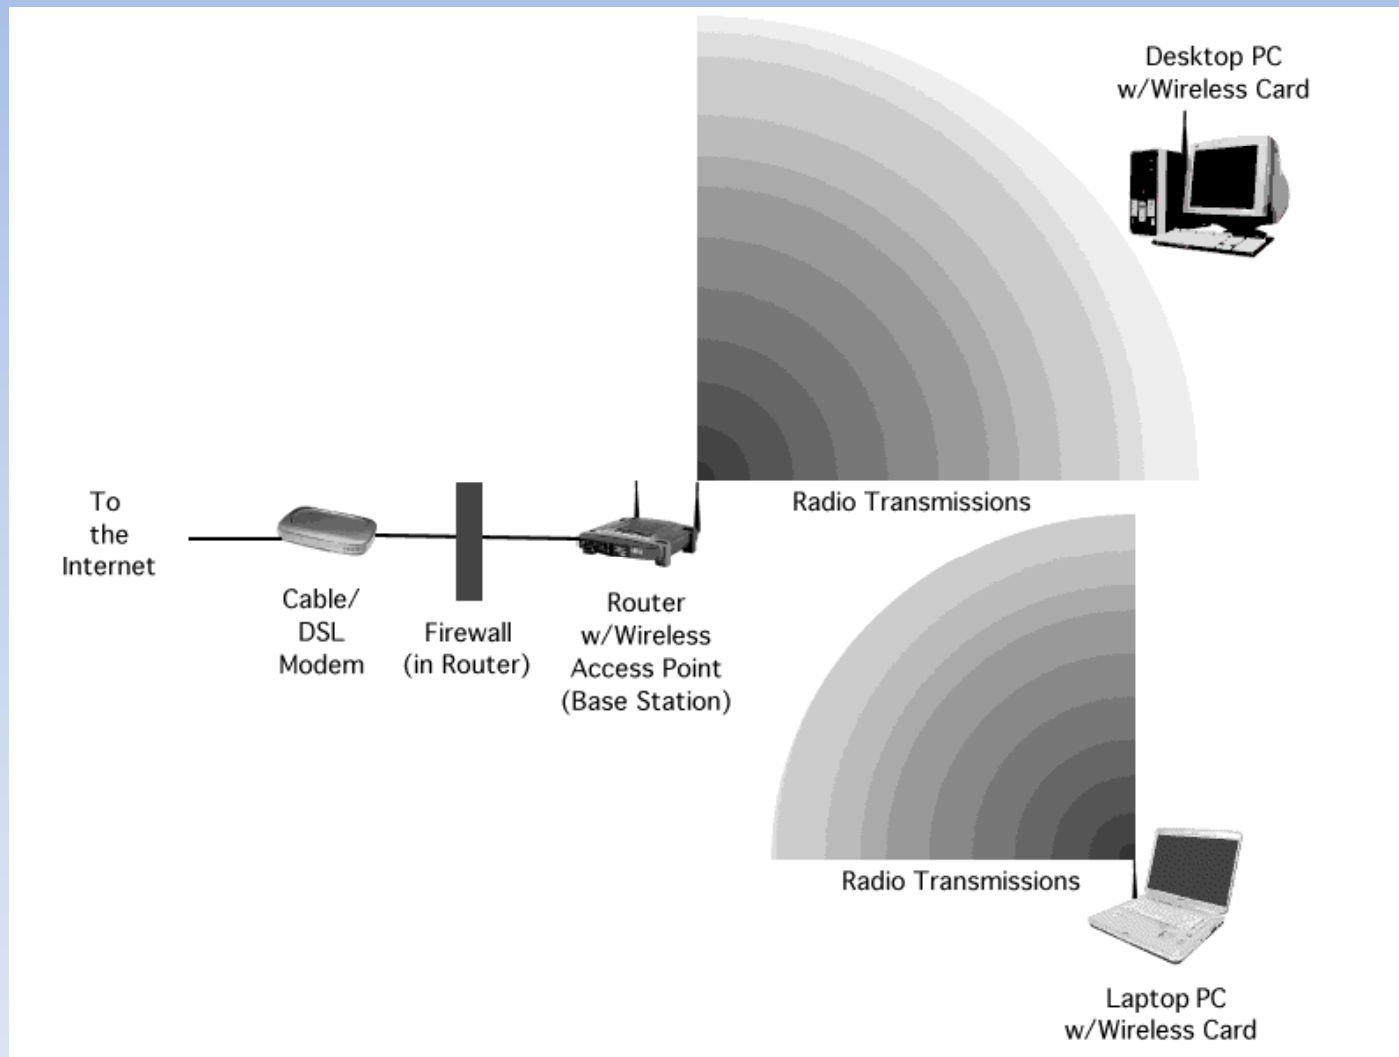 Desktop PC
w/Wireless Card
Radio Transmissions
To
the
Internet
Cable/
DSL
Modem
Firewall
(in Router)
Router
w/Wireless
Access Point
(Base Station)
Radio Transmissions
Laptop PC
w/Wireless Card